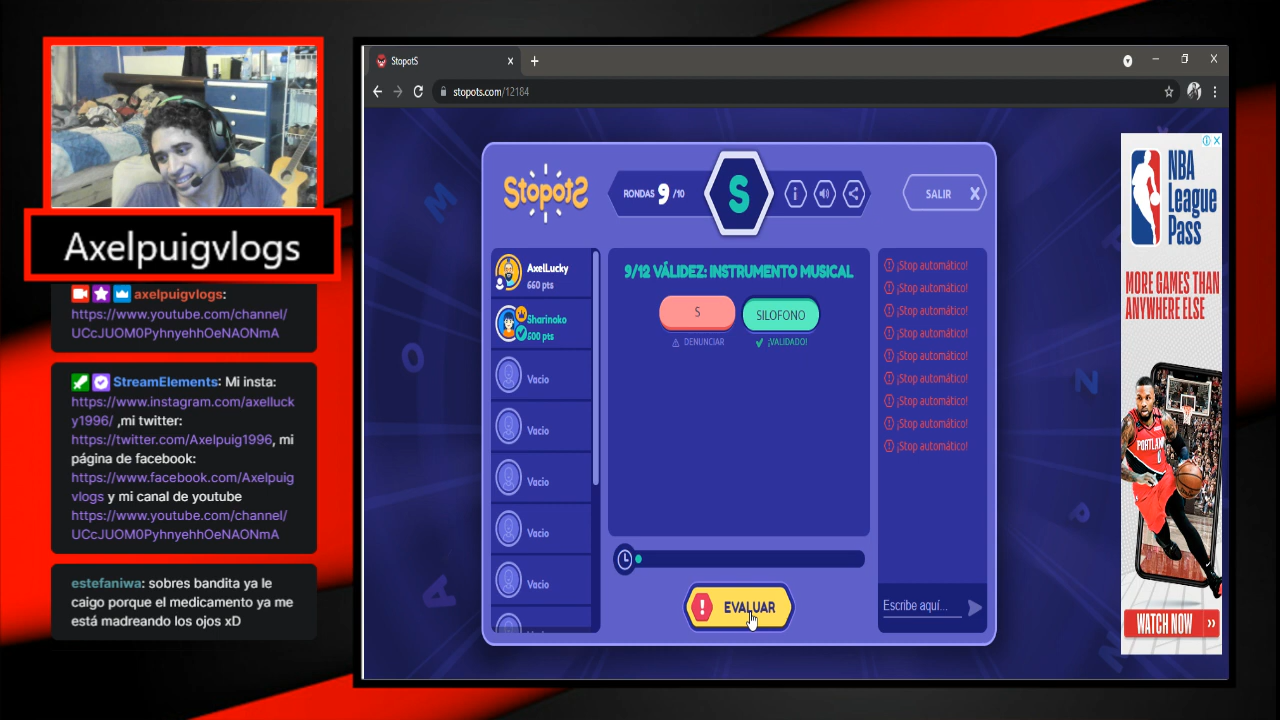 Axelpuigvlogs
axelpuigvlogs:
https://www.youtube.com/channel/
UCcJUOM0PyhnyehhOeNAONmA
StreamElements: Mi insta:
https://www.instagram.com/axelluck
y1996/ ,mi twitter:
https://twitter.com/Axelpuig1996, mi
página de facebook:
https://www.facebook.com/Axelpuig
vlogs y mi canal de youtube
https://www.youtube.com/channel/
UCcJUOM0PyhnyehhOeNAONmA
estefaniwa: sobres bandita ya le
caigo porque el medicamento ya me
está madreando los ojos xD
StopotS
stopots.com/12184
StopotS
RONDAS 9 /10
S
SALIR X
AxelLucky
660 pts
Sharinoko
600 pts
Vacio
Vacio
Vacio
Vacio
Vacio
9/12 VÁLIDEZ: INSTRUMENTO MUSICAL
S
SILOFONO
DENUNCIAR
¡VALIDADO!
EVALUAR
¡Stop automático!
¡Stop automático!
¡Stop automático!
¡Stop automático!
¡Stop automático!
¡Stop automático!
¡Stop automático!
¡Stop automático!
¡Stop automático!
Escribe aquí...
NBA
League
Pass
MORE GAMES THAN
ANYWHERE ELSE
PORTLAND
WATCH NOW